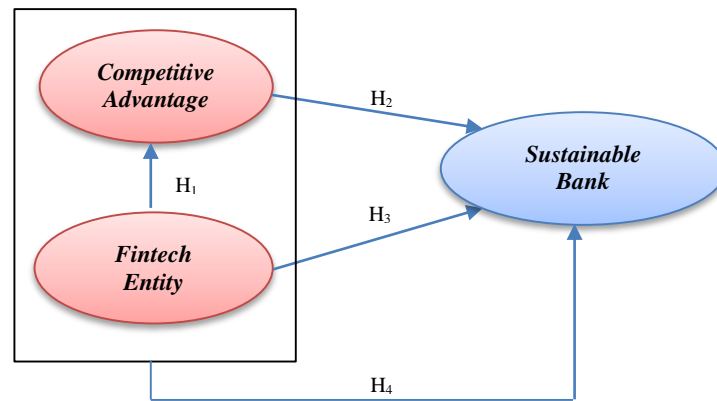 Competitive
Advantage
H₂
Sustainable
Bank
H₁
H₃
Fintech
Entity
H₄